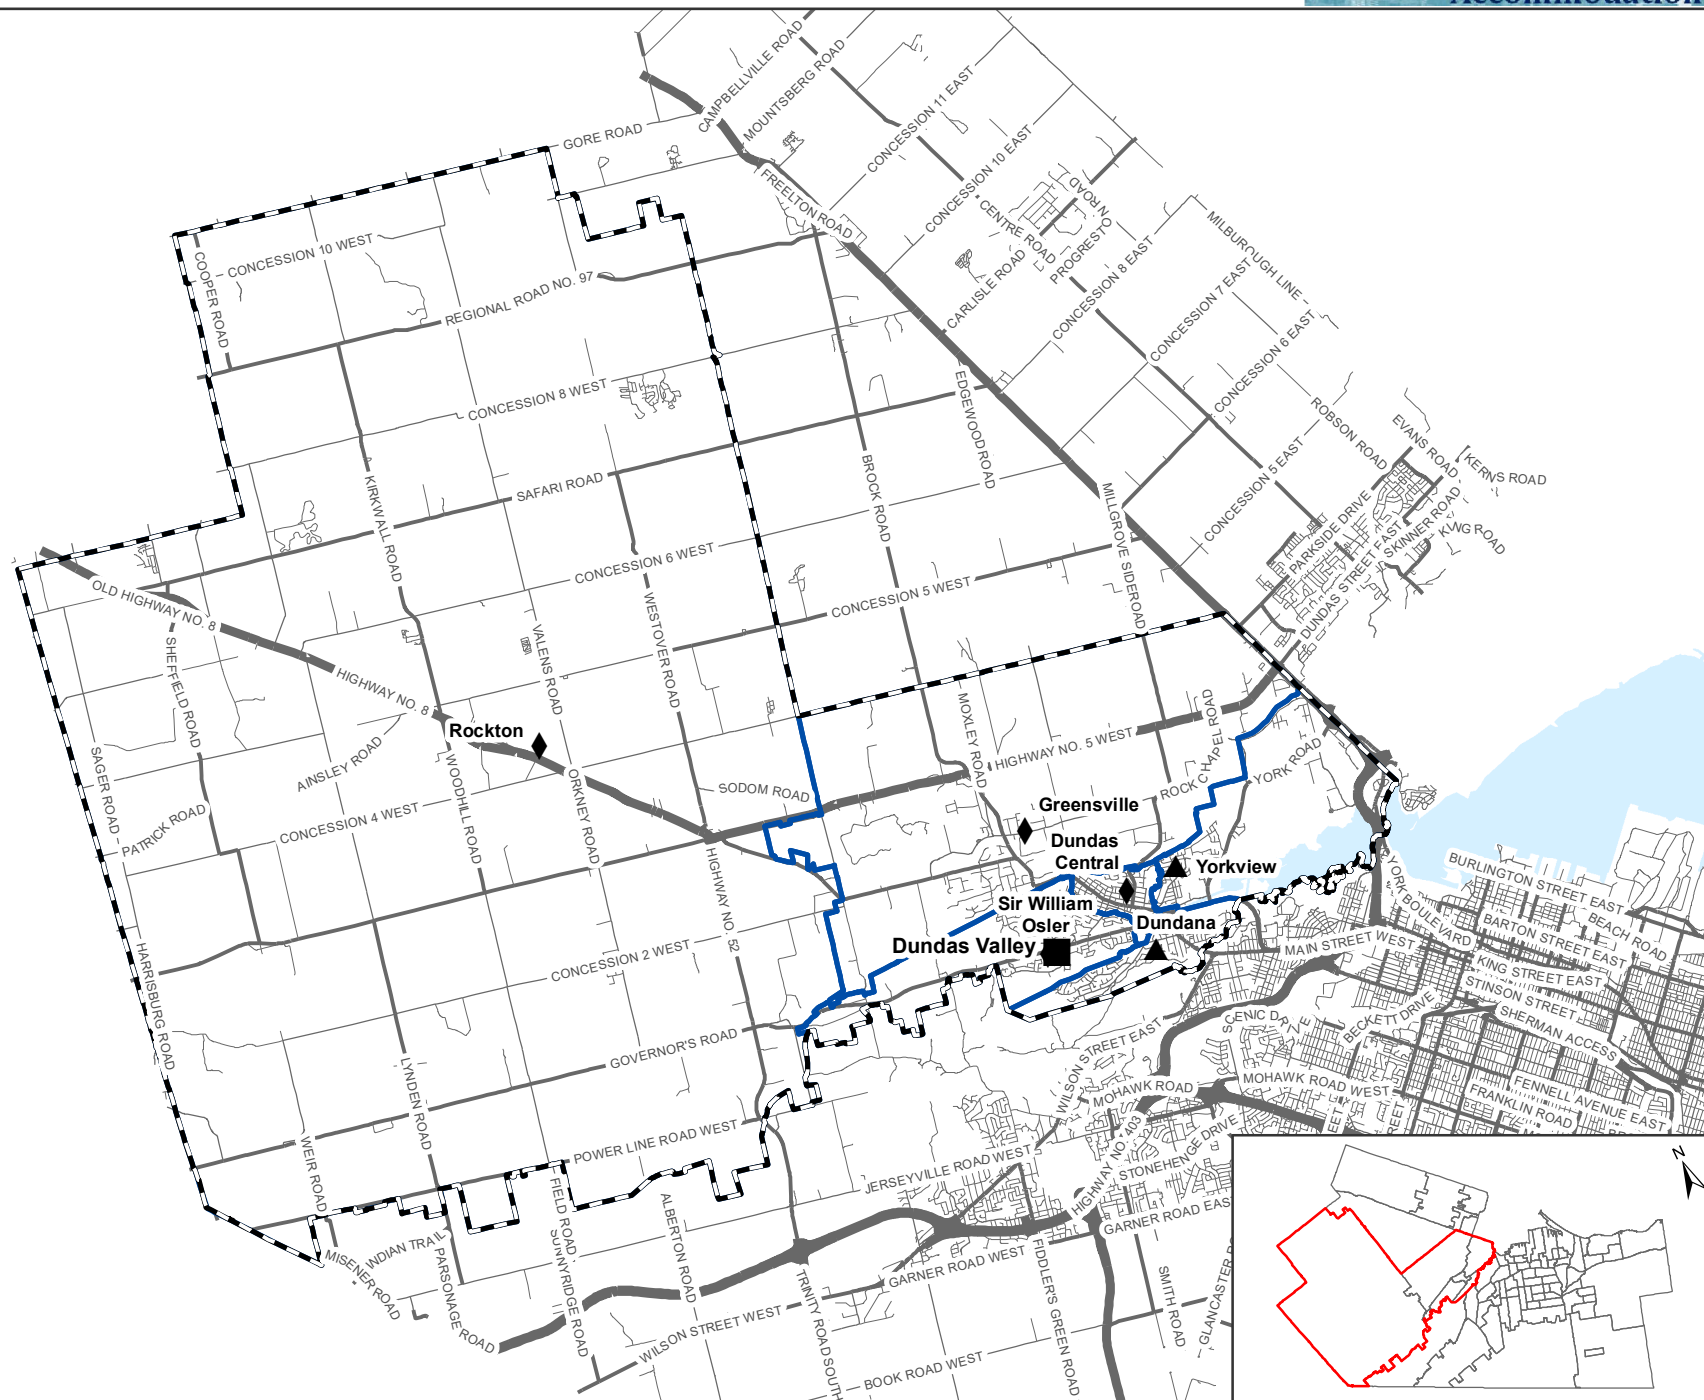 CAMPBELLVILLE ROAD
MOUNTSBERG ROAD
GORE ROAD
CONCESSION 11 EAST
CONCESSION 10 EAST
FREELTON ROAD
CENTRE ROAD
PROGRESTON ROAD
CARLISLE ROAD
CONCESSION 8 EAST
MILBUROUGH LINE
CONCESSION 7 EAST
CONCESSION 6 EAST
CONCESSION 10 WEST
COOPER ROAD
REGIONAL ROAD NO. 97
CONCESSION 8 WEST
EDGEWOOD ROAD
ROBSON ROAD
EVANS ROAD
KERNS ROAD
CONCESSION 5 EAST
PARKSIDE DRIVE
SKINNER ROAD
KING ROAD
DUNDAS STREET EAST
SAFARI ROAD
BROCK ROAD
MILLGROVE SIDEROAD
KIRKWALL ROAD
CONCESSION 6 WEST
CONCESSION 5 WEST
OLD HIGHWAY NO. 8
WESTOVER ROAD
VALENS ROAD
SHEFFIELD ROAD
HIGHWAY NO. 8
MOXLEY ROAD
ROCK CHAPEL ROAD
HIGHWAY NO. 5 WEST
YORK ROAD
Rockton
SAGER ROAD
AINSLEY ROAD
WOODHILL ROAD
ORKNEY ROAD
SODOM ROAD
PATRICK ROAD
CONCESSION 4 WEST
Greensville
Dundas
Central
Yorkview
Sir William
Osler
Dundana
Dundas Valley
HIGHWAY NO. 52
CONCESSION 2 WEST
HARRISBURG ROAD
YORK BOULEVARD
BURLINGTON STREET EAST
BEACH ROAD
BARTON STREET EAST
MAIN STREET WEST
KING STREET EAST
STINSON STREET
SHERMAN ACCESS
BECKETT DRIVE
SCENIC DRIVE
GOVERNOR'S ROAD
LYNDEN ROAD
WILSON STREET EAST
MOHAWK ROAD
MOHAWK ROAD WEST
FENNELL AVENUE EAST
FRANKLIN ROAD
WEIR ROAD
POWER LINE ROAD WEST
JERSEYVILLE ROAD WEST
HIGHWAY NO. 403
STONEHENGE DRIVE
GARNER ROAD EAS
FIELD ROAD
SUNNYRIDGE ROAD
ALBERTON ROAD
INDIAN TRAIL
MISENER ROAD
PARSONAGE ROAD
GARNER ROAD WEST
FIDDLER'S GREEN ROAD
SMITH ROAD
GLANCASTER
TRINITY ROAD SOUTH
WILSON STREET WEST
BOOK ROAD WEST
N